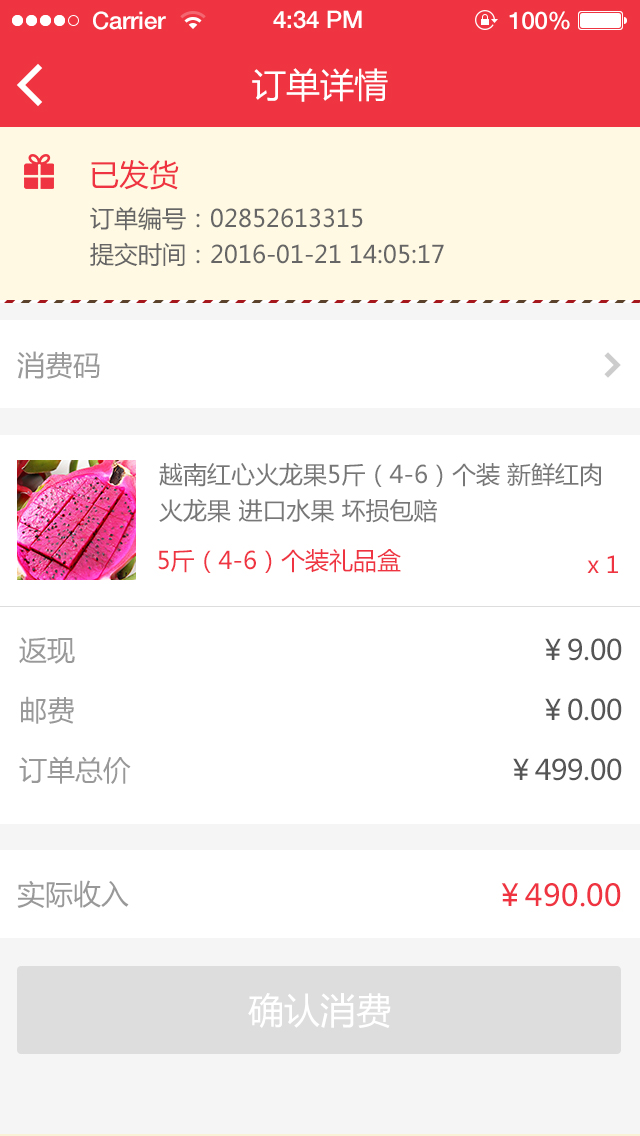 Carrier 4:34 PM 100%
订单详情
已发货
订单编号：02852613315
提交时间：2016-01-21 14:05:17
消费码
越南红心火龙果5斤（4-6）个装 新鲜红肉
火龙果 进口水果 坏损包赔
5斤（4-6）个装礼品盒 x 1
返现 ¥ 9.00
邮费 ¥ 0.00
订单总价 ¥ 499.00
实际收入 ¥ 490.00
确认消费